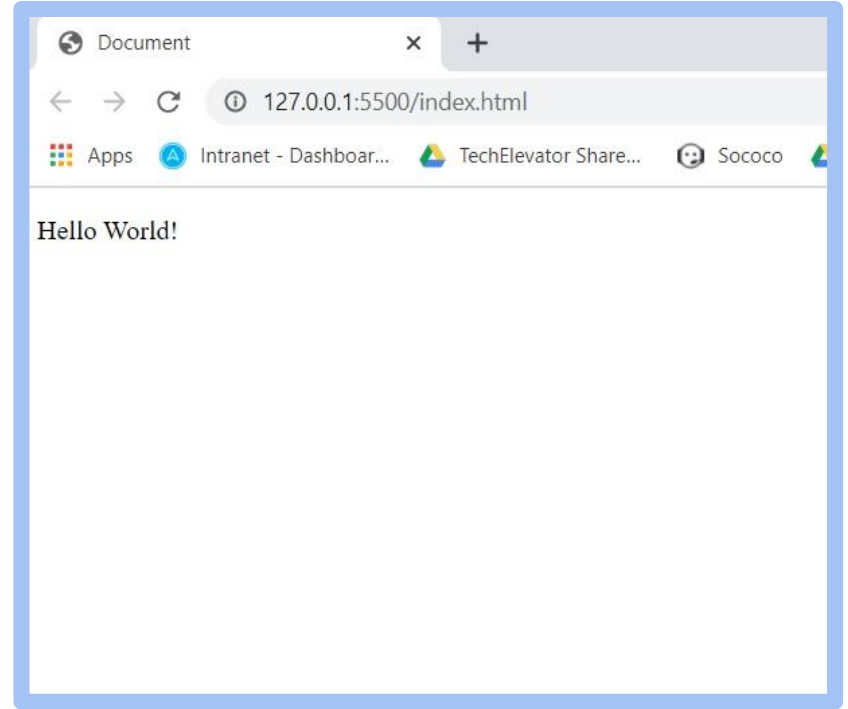 Document
127.0.0.1:5500/index.html
Apps Intranet - Dashboar... TechElevator Share... Sococo
Hello World!